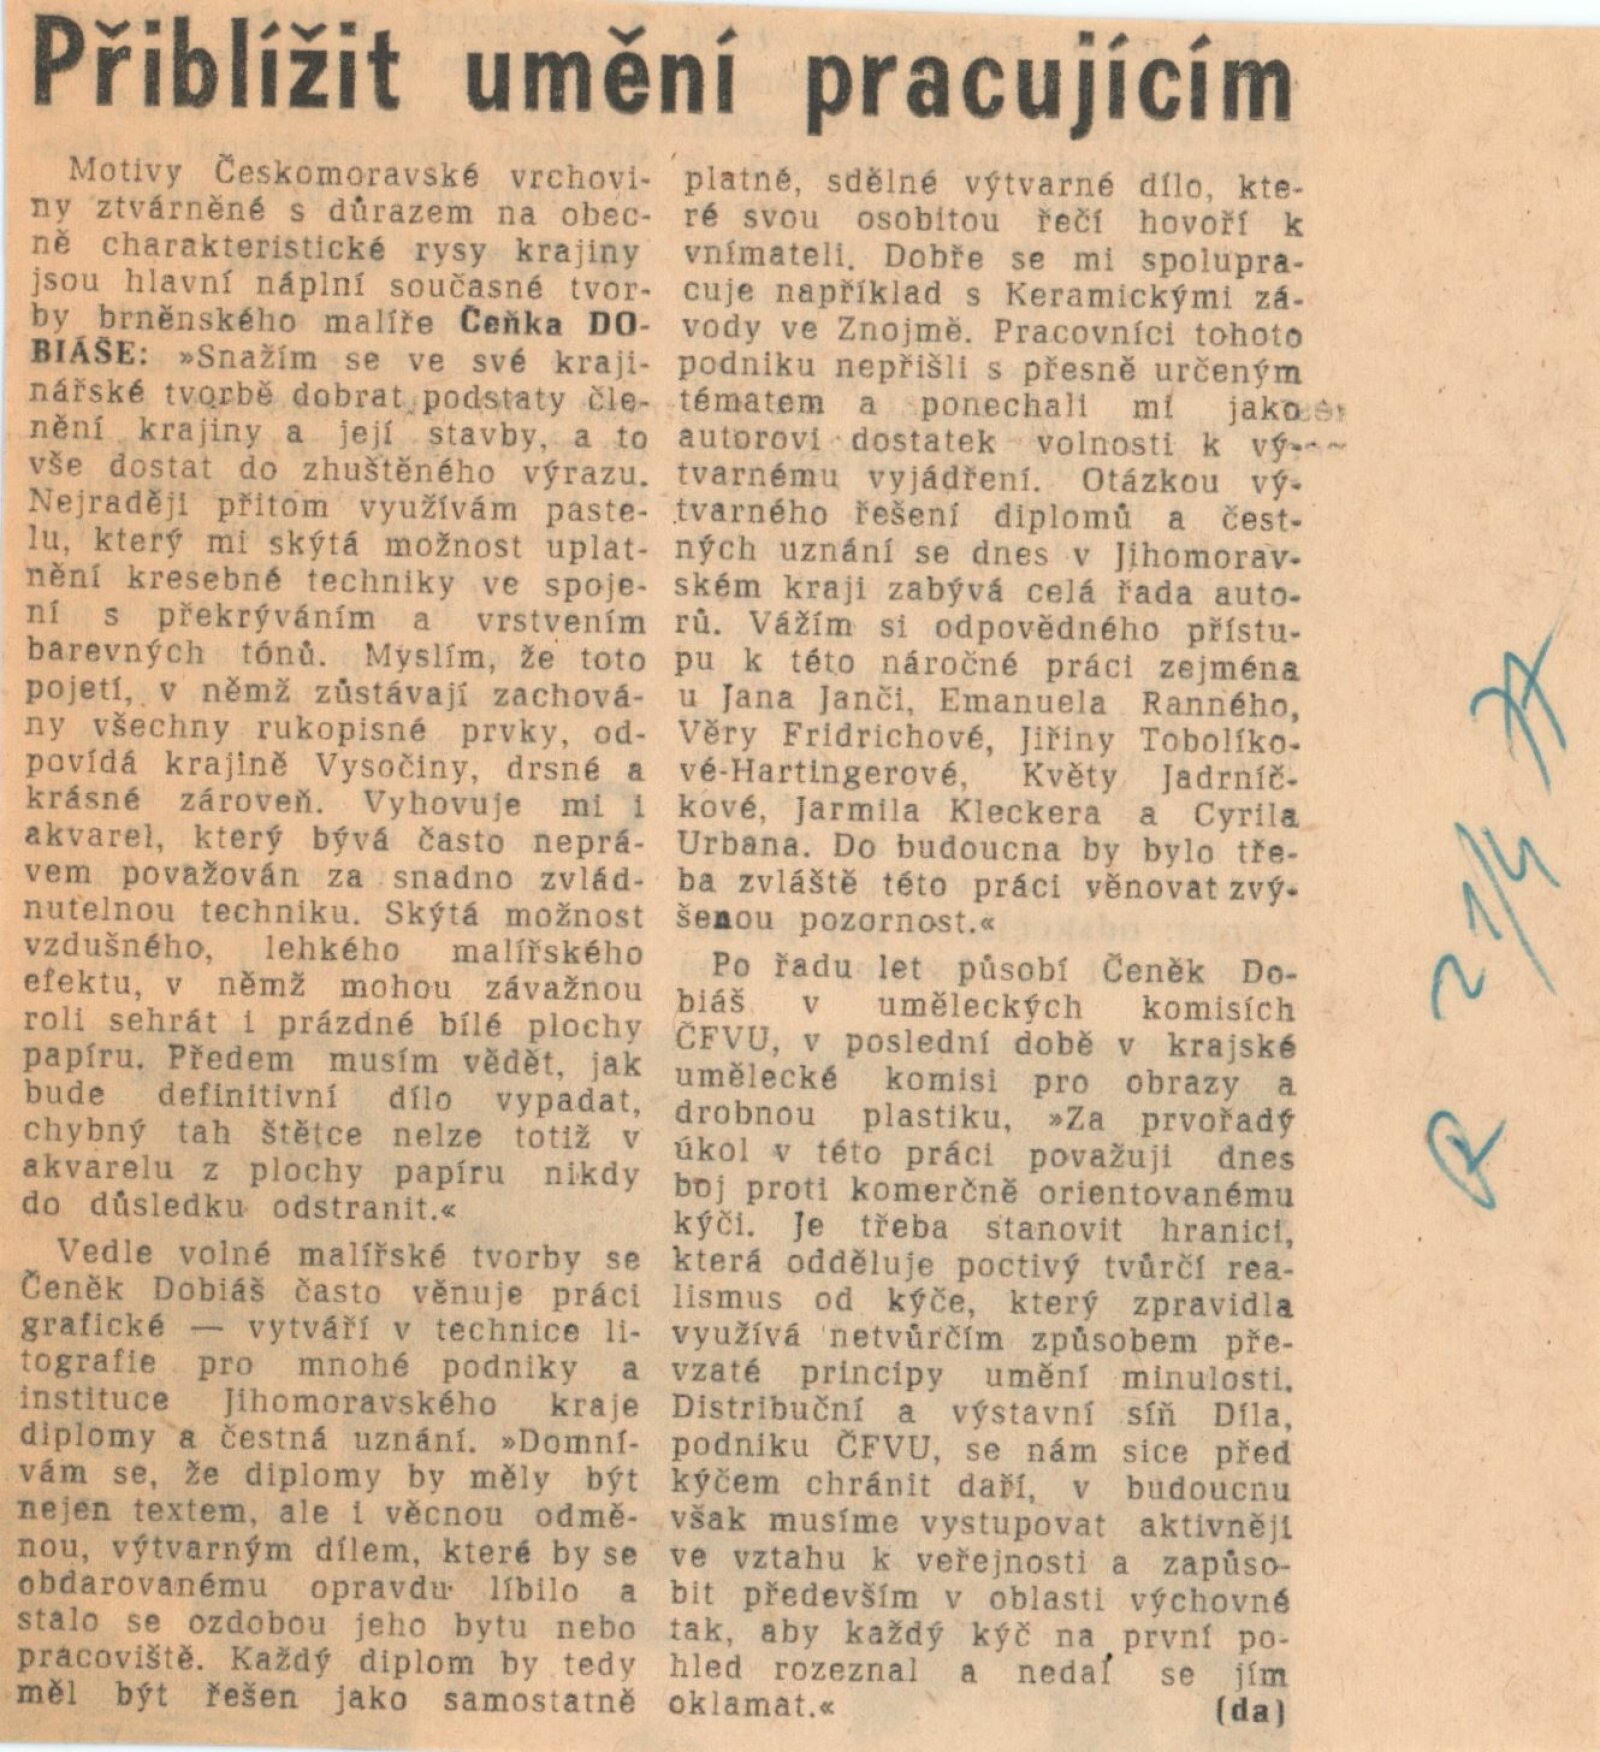 Přiblížit umění pracujícím
Motivy Českomoravské vrchovi-
ny ztvárněné s důrazem na obec-
ně charakteristické rysy krajiny
jsou hlavní náplní současné tvor-
by brněnského malíře Čeňka DO-
BIÁŠE: »Snažím se ve své kraji-
nářské tvorbě dobrat podstaty čle-
nění krajiny a její stavby, a to
vše dostat do zhuštěného výrazu.
Nejraději přitom využívám paste-
lu, který mi skýtá možnost uplat-
nění kresebné techniky ve spoje-
ní s překrýváním a vrstvením
barevných tónů. Myslím, že toto
pojetí, v němž zůstávají zachová-
ny všechny rukopisné prvky, od-
povídá krajině Vysočiny, drsné a
krásné zároveň. Vyhovuje mi i
akvarel, který bývá často neprá-
vem považován za snadno zvlád-
nutelnou techniku. Skýtá možnost
vzdušného, lehkého malířského
efektu, v němž mohou závažnou
roli sehrát i prázdné bílé plochy
papíru. Předem musím vědět, jak
bude definitivní dílo vypadat,
chybný tah štětce nelze totiž v
akvarelu z plochy papíru nikdy
do důsledku odstranit.«
Vedle volné malířské tvorby se
Čeněk Dobiáš často věnuje práci
grafické — vytváří v technice li-
tografie pro mnohé podniky a
instituce Jihomoravského kraje
diplomy a čestná uznání. »Domní-
vám se, že diplomy by měly být
nejen textem, ale i věcnou odmě-
nou, výtvarným dílem, které by se
obdarovanému opravdu líbilo a
stalo se ozdobou jeho bytu nebo
pracoviště. Každý diplom by tedy
měl být řešen jako samostatně
platné, sdělné výtvarné dílo, kte-
ré svou osobitou řečí hovoří k
vnímateli. Dobře se mi spolupra-
cuje například s Keramickými zá-
vody ve Znojmě. Pracovníci tohoto
podniku nepřišli s přesně určeným
tématem a ponechali mi jako
autorovi dostatek volnosti k vý-
tvarnému vyjádření. Otázkou vý-
tvarného řešení diplomů a čest-
ných uznání se dnes v Jihomorav-
ském kraji zabývá celá řada auto-
rů. Vážím si odpovědného přístu-
pu k této náročné práci zejména
u Jana Janči, Emanuela Ranného,
Věry Fridrichové, Jiřiny Tobolíko-
vé-Hartingerové, Květy Jadrníč-
kové, Jarmila Kleckera a Cyrila
Urbana. Do budoucna by bylo tře-
ba zvláště této práci věnovat zvý-
šenou pozornost.«
Po řadu let působí Čeněk Do-
biáš v uměleckých komisích
ČFVU, v poslední době v krajské
umělecké komisi pro obrazy a
drobnou plastiku, »Za prvořadý
úkol v této práci považuji dnes
boj proti komerčně orientovanému
kýči. Je třeba stanovit hranici,
která odděluje poctivý tvůrčí rea-
lismus od kýče, který zpravidla
využívá netvůrčím způsobem pře-
vzaté principy umění minulosti.
Distribuční a výstavní síň Díla,
podniku ČFVU, se nám sice před
kýčem chránit daří, v budoucnu
však musíme vystupovat aktivněji
ve vztahu k veřejnosti a zapůso-
bit především v oblasti výchovné
tak, aby každý kýč na první po-
hled rozeznal a nedal se jím
oklamat.«
(da)
R 21/4 77